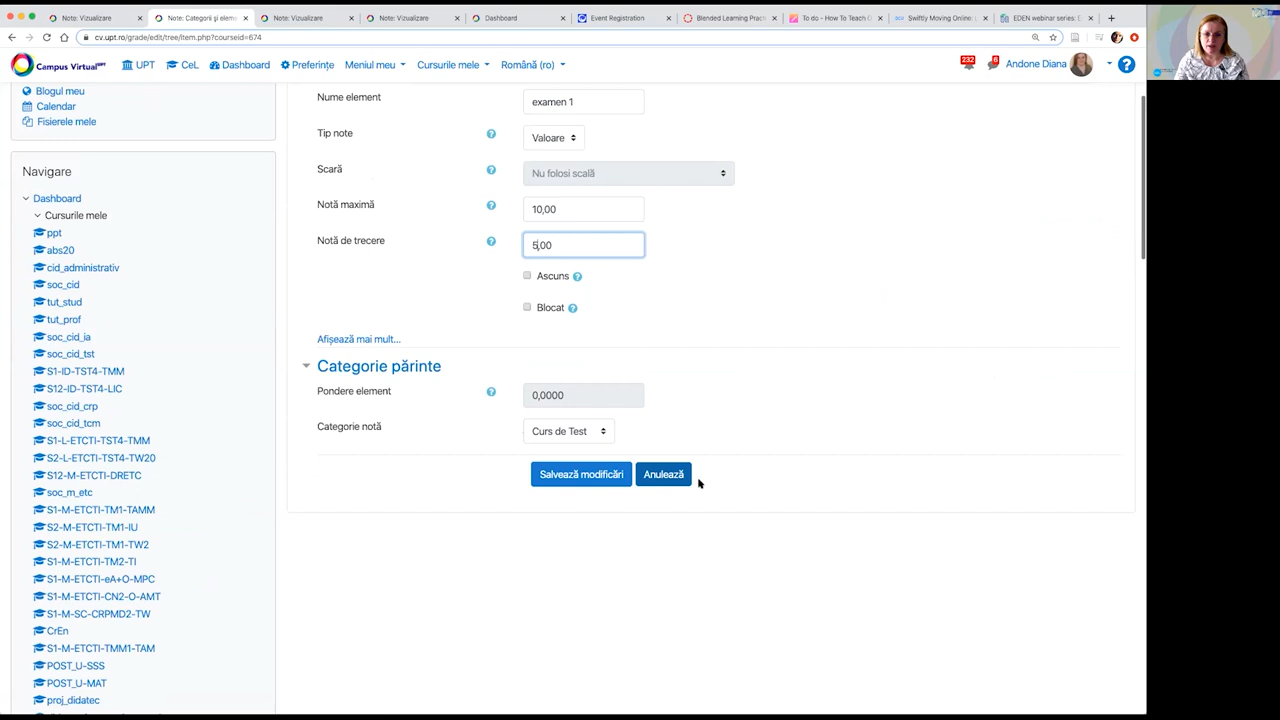 Note: Vizualizare
Note: Categorii și eleme
Note: Vizualizare
Note: Vizualizare
Dashboard
Event Registration
Blended Learning Pract
To do - How To Teach O
Swiftly Moving Online: L
EDEN webinar series: E
cv.upt.ro/grade/edit/tree/item.php?courseid=674
Campus Virtual UPT
UPT
CeL
Dashboard
Preferințe
Meniul meu
Cursurile mele
Română (ro)
232
6
Andone Diana
Blogul meu
Calendar
Fisierele mele
Navigare
Dashboard
Cursurile mele
ppt
abs20
cid_administrativ
soc_cid
tut_stud
tut_prof
soc_cid_ia
soc_cid_tst
S1-ID-TST4-TMM
S12-ID-TST4-LIC
soc_cid_crp
soc_cid_tcm
S1-L-ETCTI-TST4-TMM
S2-L-ETCTI-TST4-TW20
S12-M-ETCTI-DRETC
soc_m_etc
S1-M-ETCTI-TM1-TAMM
S2-M-ETCTI-TM1-IU
S2-M-ETCTI-TM1-TW2
S1-M-ETCTI-TM2-TI
S1-M-ETCTI-eA+O-MPC
S1-M-ETCTI-CN2-O-AMT
S1-M-SC-CRPMD2-TW
CrEn
S1-M-ETCTI-TMM1-TAM
POST_U-SSS
POST_U-MAT
proj_didatec
Nume element
examen 1
Tip note
Valoare
Scară
Nu folosi scală
Notă maximă
10,00
Notă de trecere
5,00
Ascuns
Blocat
Afișează mai mult...
Categorie părinte
Pondere element
0,0000
Categorie notă
Curs de Test
Salvează modificări
Anulează